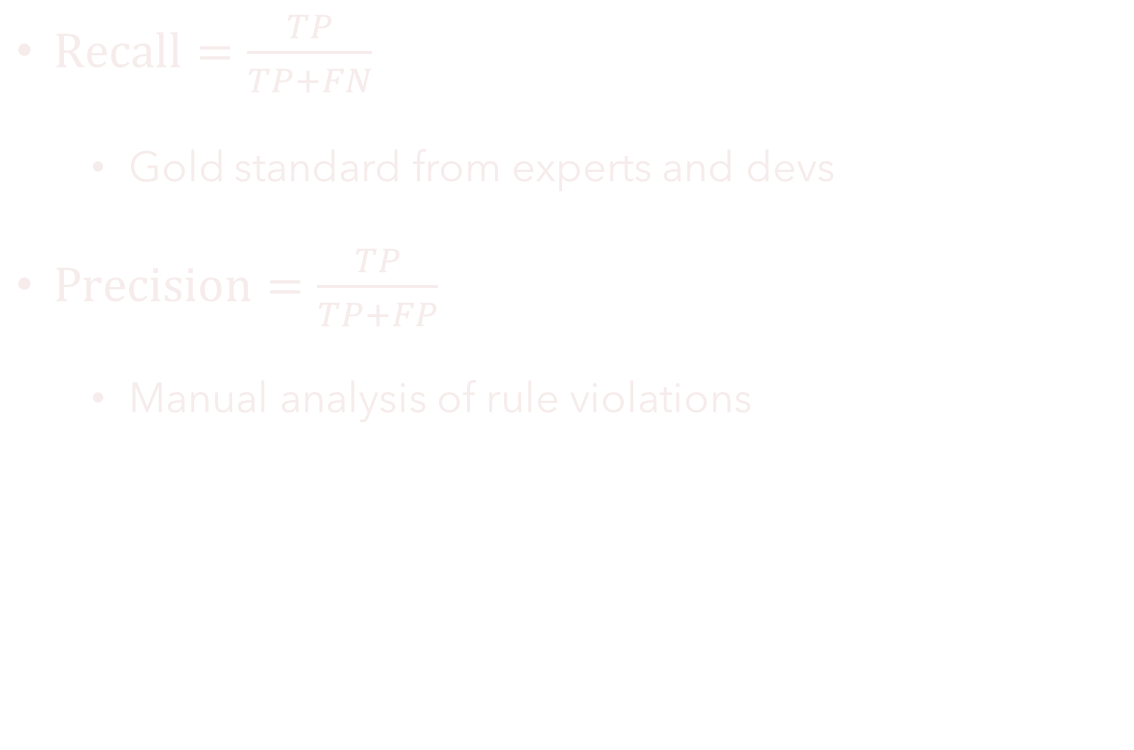 • Recall = TP / TP+FN
• Gold standard from experts and devs
• Precision = TP / TP+FP
• Manual analysis of rule violations